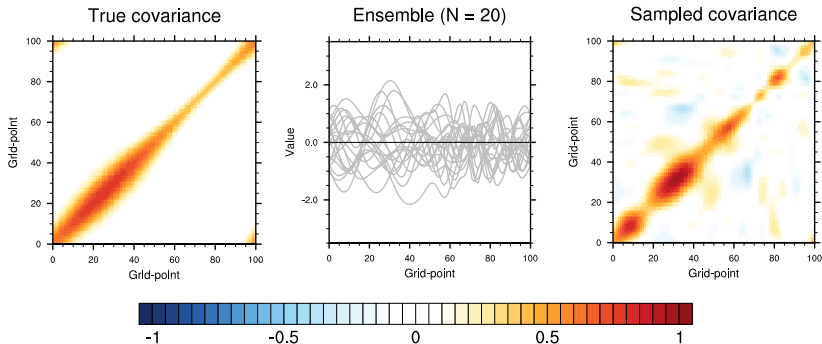 True covariance
Ensemble (N = 20)
Sampled covariance
100
80
60
40
20
0
Grid-point
0 20 40 60 80 100
Grid-point
2.0
0.0
-2.0
Value
0 20 40 60 80 100
Grid-point
100
80
60
40
20
0
Grid-point
0 20 40 60 80 100
Grid-point
-1 -0.5 0 0.5 1